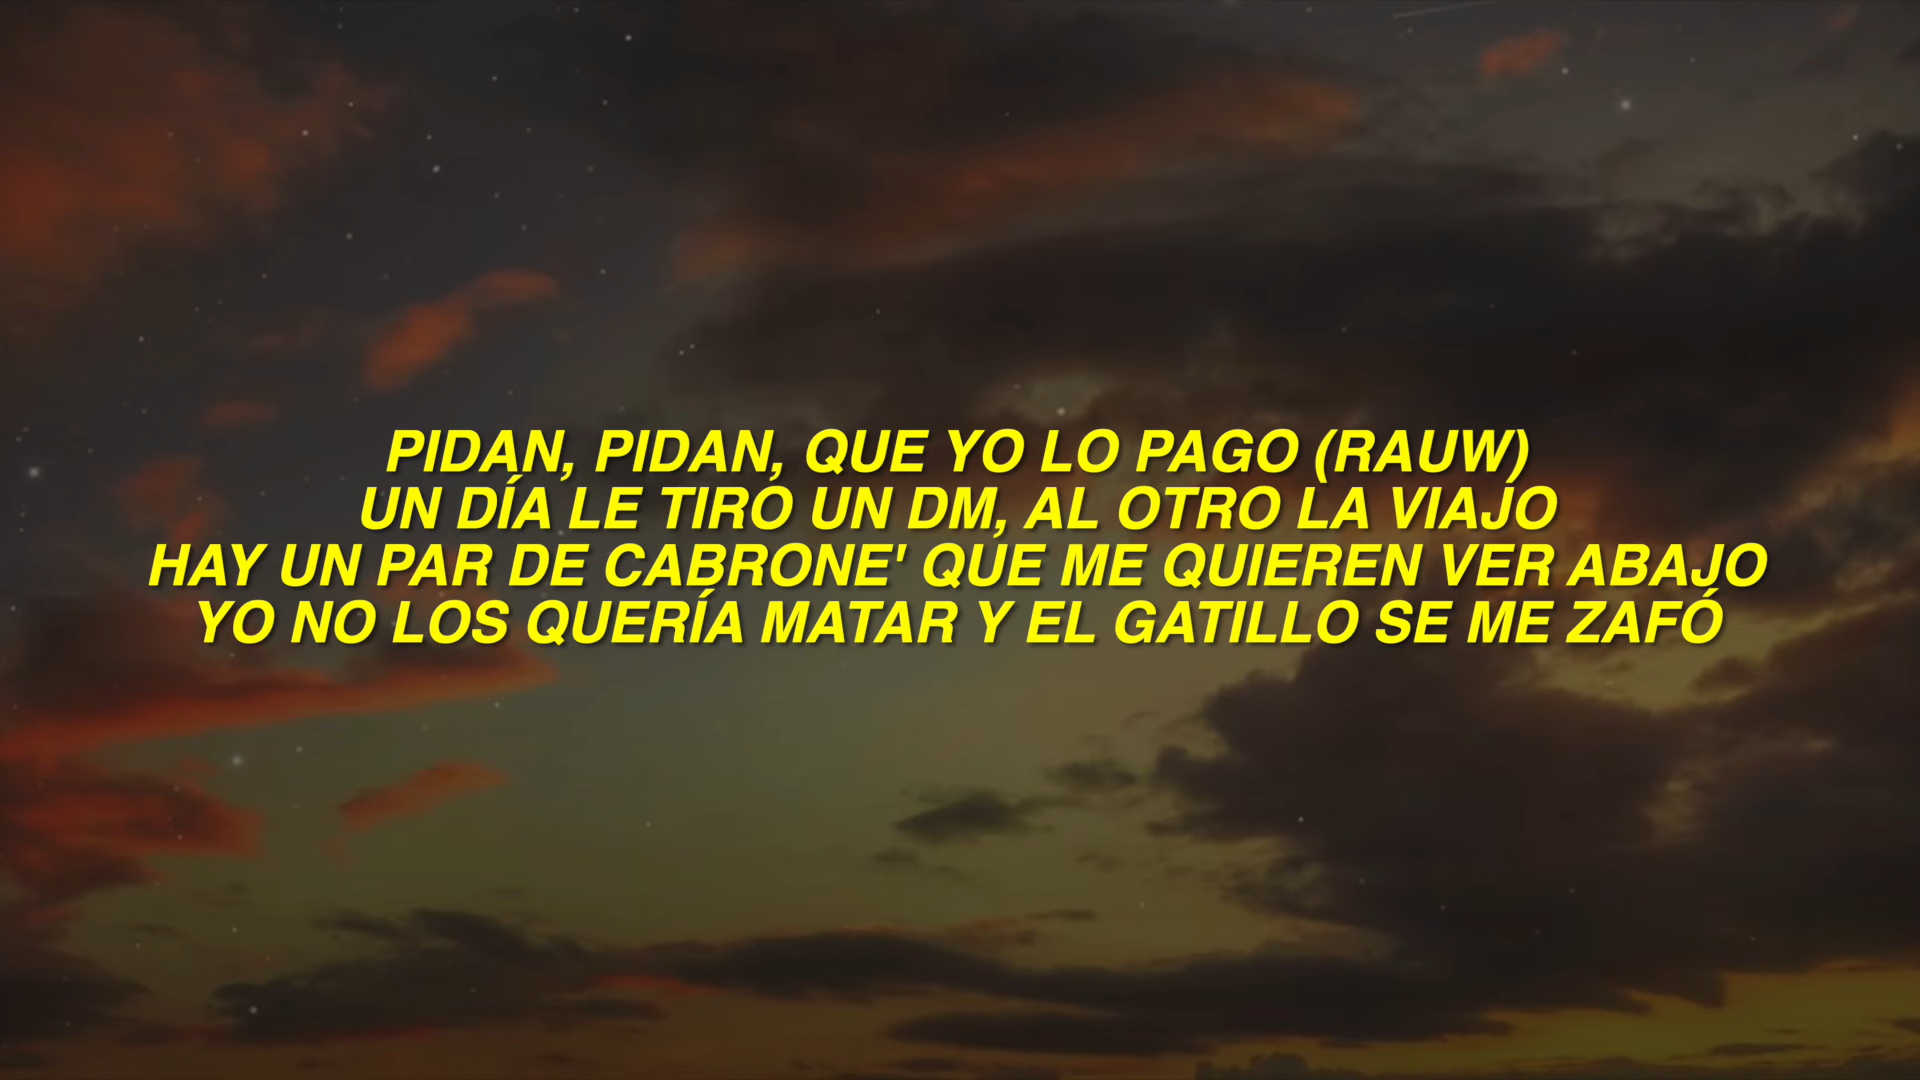 PIDAN, PIDAN, QUE YO LO PAGO (RAUW)
UN DÍA LE TIRO UN DM, AL OTRO LA VIAJO
HAY UN PAR DE CABRONE' QUE ME QUIEREN VER ABAJO
YO NO LOS QUERÍA MATAR Y EL GATILLO SE ME ZAFÓ